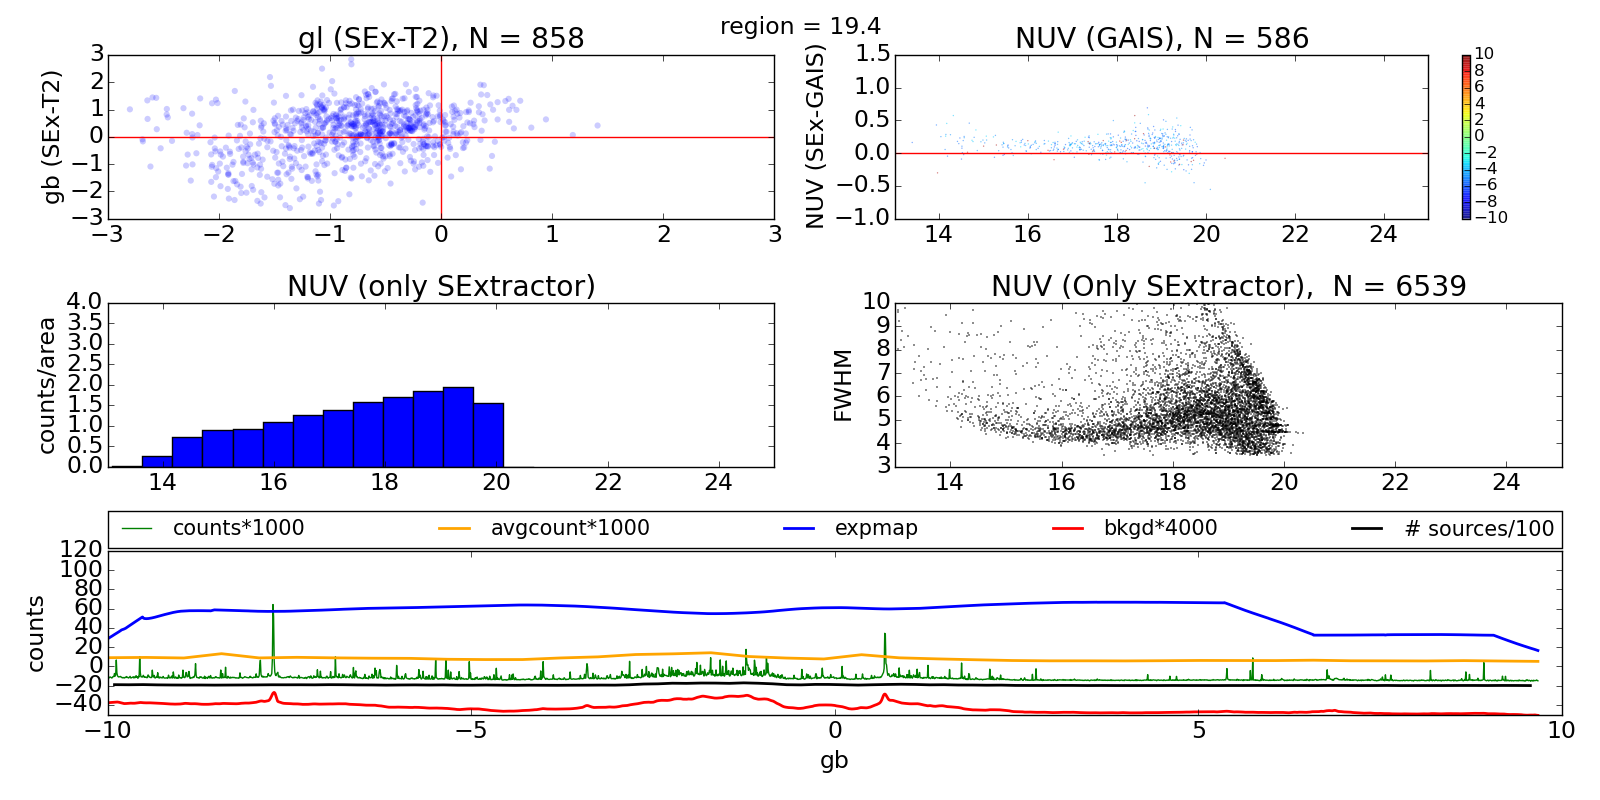 region = 19.4
gl (SEx-T2), N = 858
gb (SEx-T2)
3
2
1
0
−1
−2
−3
−3 −2 −1 0 1 2 3
NUV (GAIS), N = 586
NUV (SEx-GAIS)
1.5
1.0
0.5
0.0
−0.5
−1.0
14 16 18 20 22 24
10
8
6
4
2
0
−2
−4
−6
−8
−10
NUV (only SExtractor)
counts/area
4.0
3.5
3.0
2.5
2.0
1.5
1.0
0.5
0.0
14 16 18 20 22 24
NUV (Only SExtractor),  N = 6539
FWHM
10
9
8
7
6
5
4
3
14 16 18 20 22 24
counts*1000 avgcount*1000 expmap bkgd*4000 # sources/100
counts
120
100
80
60
40
20
0
−20
−40
−10 −5 0 5 10
gb